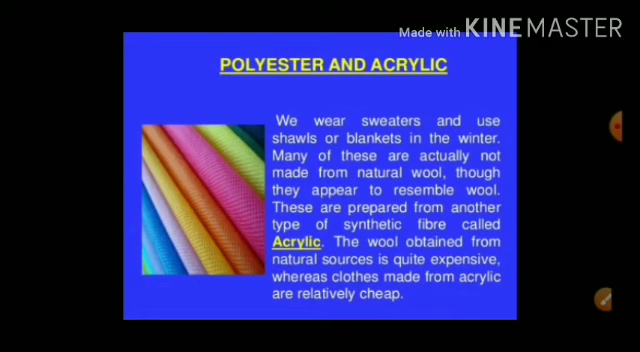 Made with KINEMASTER
POLYESTER AND ACRYLIC
We wear sweaters and use
shawls or blankets in the winter.
Many of these are actually not
made from natural wool, though
they appear to resemble wool.
These are prepared from another
type of synthetic fibre called
Acrylic. The wool obtained from
natural sources is quite expensive,
whereas clothes made from acrylic
are relatively cheap.